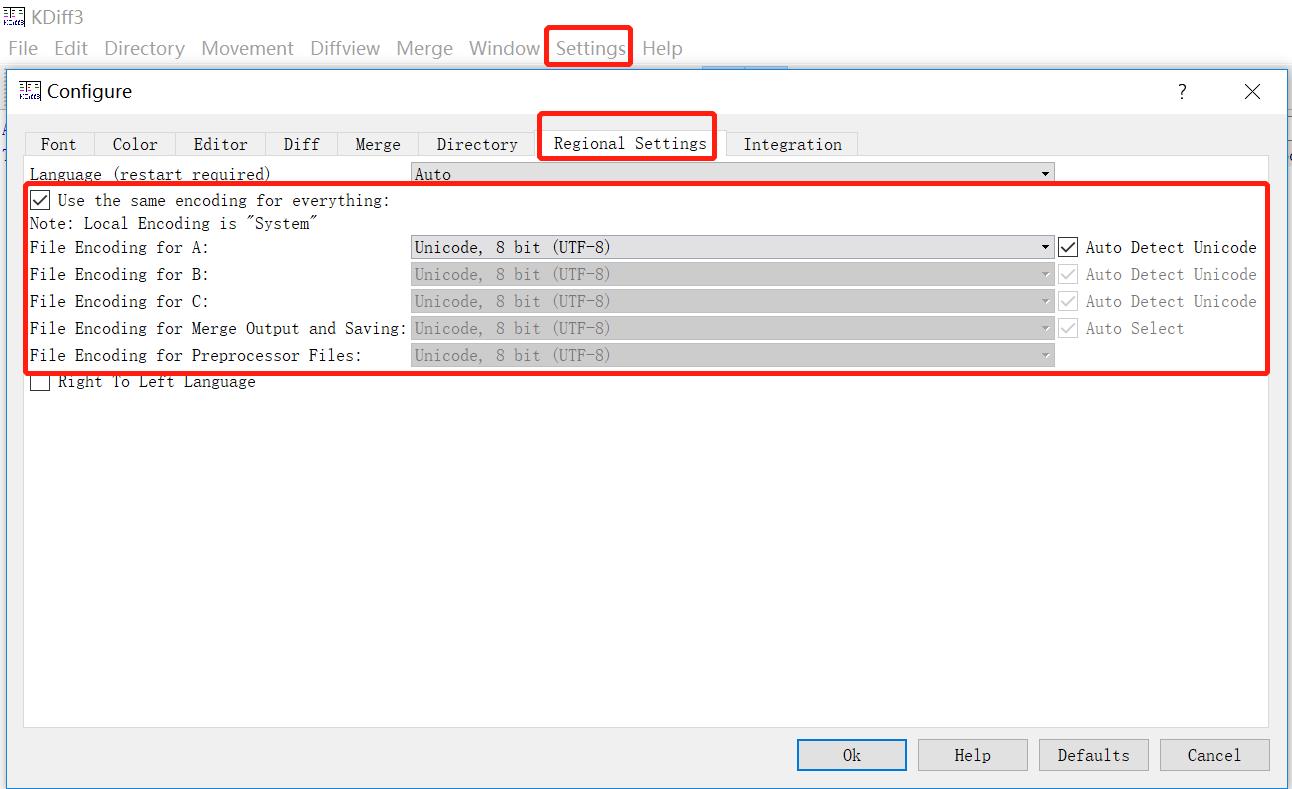 KDiff3
File Edit Directory Movement Diffview Merge Window Settings Help
Configure ?
Font Color Editor Diff Merge Directory Regional Settings Integration
Language (restart required) Auto
Use the same encoding for everything:
Note: Local Encoding is "System"
File Encoding for A: Unicode, 8 bit (UTF-8) Auto Detect Unicode
File Encoding for B: Unicode, 8 bit (UTF-8) Auto Detect Unicode
File Encoding for C: Unicode, 8 bit (UTF-8) Auto Detect Unicode
File Encoding for Merge Output and Saving: Unicode, 8 bit (UTF-8) Auto Select
File Encoding for Preprocessor Files: Unicode, 8 bit (UTF-8)
Right To Left Language
Ok Help Defaults Cancel